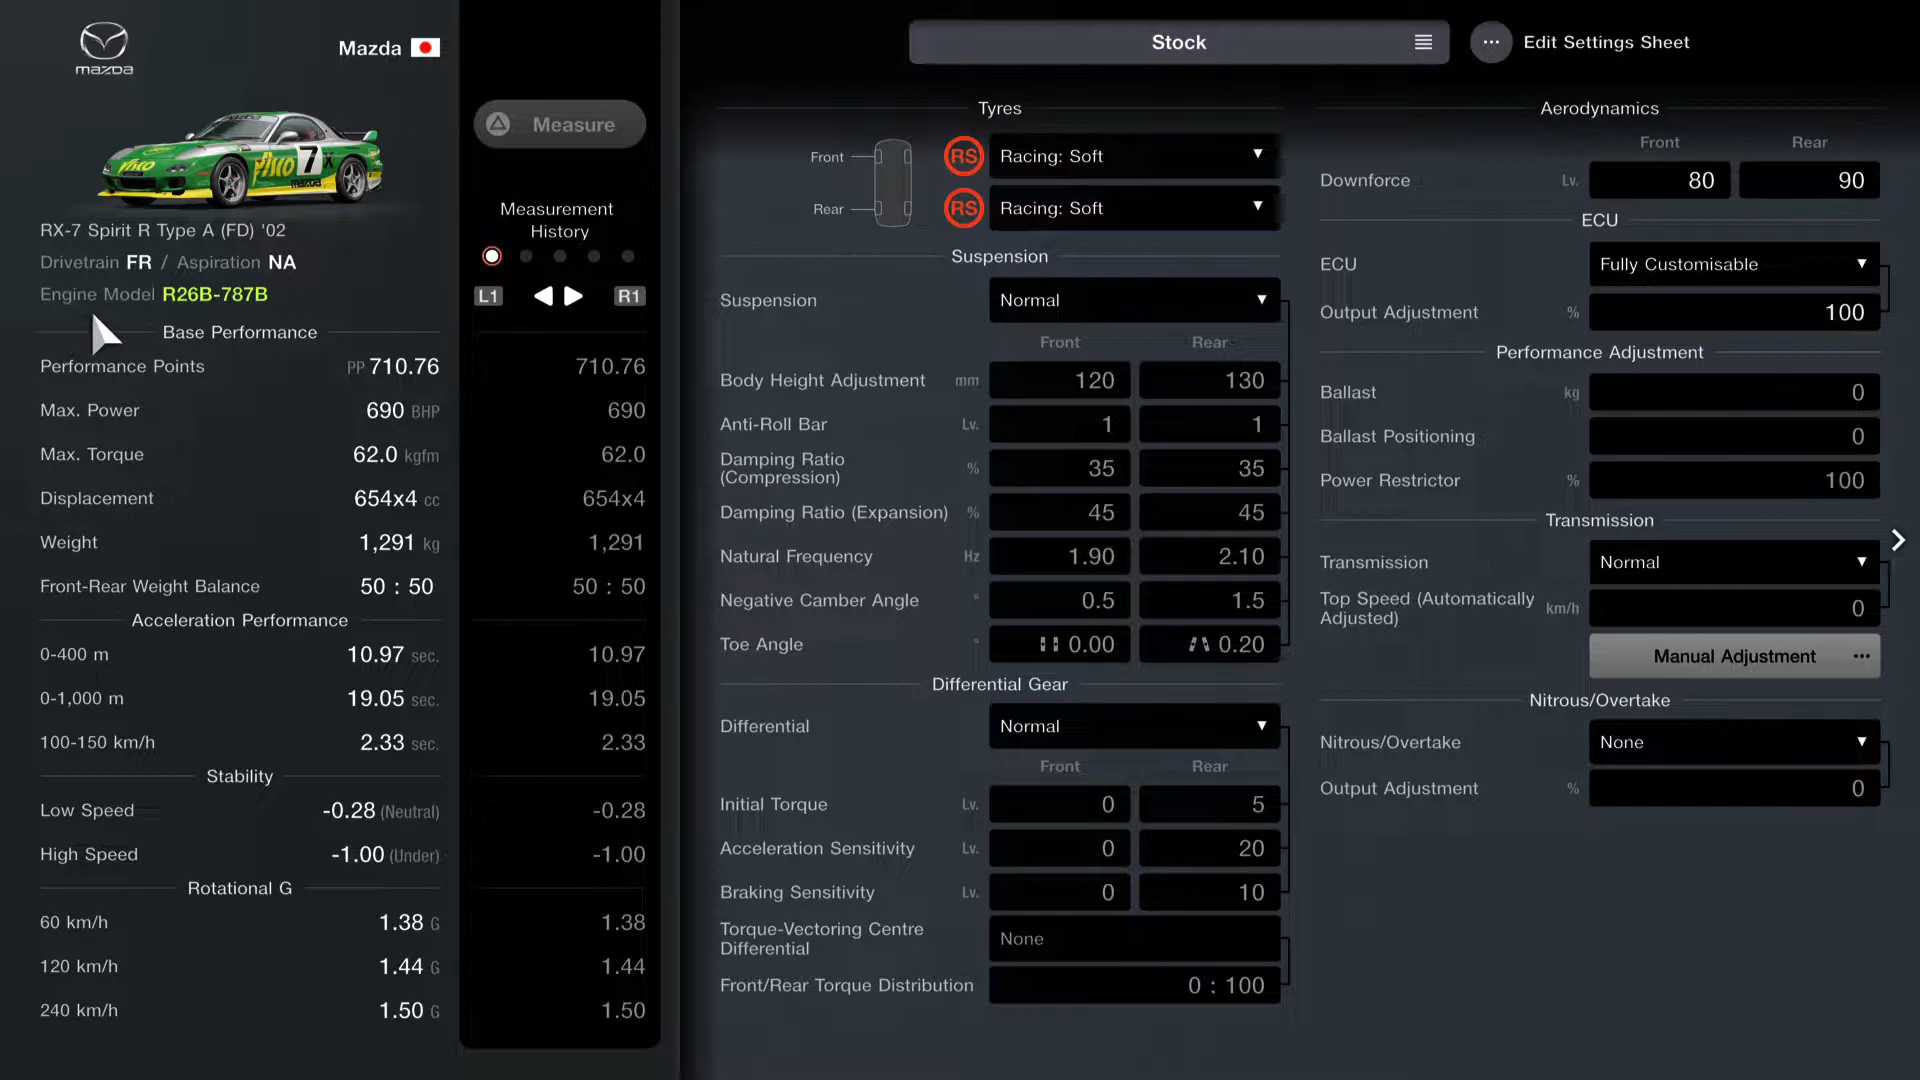 mazda
Mazda
RX-7 Spirit R Type A (FD) '02
Drivetrain FR / Aspiration NA
Engine Model R26B-787B
Base Performance
Performance Points PP 710.76
Max. Power 690 BHP
Max. Torque 62.0 kgfm
Displacement 654x4 cc
Weight 1,291 kg
Front-Rear Weight Balance 50 : 50
Acceleration Performance
0-400 m 10.97 sec.
0-1,000 m 19.05 sec.
100-150 km/h 2.33 sec.
Stability
Low Speed -0.28 (Neutral)
High Speed -1.00 (Under)
Rotational G
60 km/h 1.38 G
120 km/h 1.44 G
240 km/h 1.50 G
Measure
Measurement
History
L1 R1
710.76
690
62.0
654x4
1,291
50 : 50
10.97
19.05
2.33
-0.28
-1.00
1.38
1.44
1.50
Stock
Edit Settings Sheet
Tyres
Front RS Racing: Soft
Rear RS Racing: Soft
Suspension
Suspension Normal
Front Rear
Body Height Adjustment mm 120 130
Anti-Roll Bar Lv. 1 1
Damping Ratio
(Compression) % 35 35
Damping Ratio (Expansion) % 45 45
Natural Frequency Hz 1.90 2.10
Negative Camber Angle ° 0.5 1.5
Toe Angle ° 0.00 0.20
Differential Gear
Differential Normal
Front Rear
Initial Torque Lv. 0 5
Acceleration Sensitivity Lv. 0 20
Braking Sensitivity Lv. 0 10
Torque-Vectoring Centre
Differential None
Front/Rear Torque Distribution 0 : 100
Aerodynamics
Front Rear
Downforce Lv. 80 90
ECU
ECU Fully Customisable
Output Adjustment % 100
Performance Adjustment
Ballast kg 0
Ballast Positioning 0
Power Restrictor % 100
Transmission
Transmission Normal
Top Speed (Automatically
Adjusted) km/h 0
Manual Adjustment
Nitrous/Overtake
Nitrous/Overtake None
Output Adjustment % 0
7
mazda